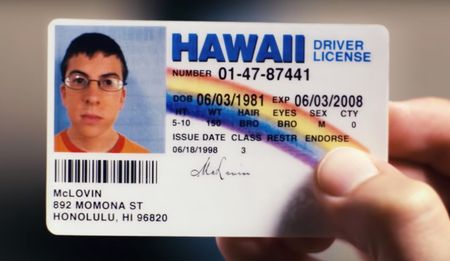 HAWAII DRIVER LICENSE
NUMBER 01-47-87441
DOB 06/03/1981 EXP 06/03/2008
HT WT HAIR EYES SEX CTY
5-10 150 BRO BRO M 0
ISSUE DATE CLASS RESTR ENDORSE
06/18/1998 3
McLovin
McLOVIN
892 MOMONA ST
HONOLULU, HI 96820